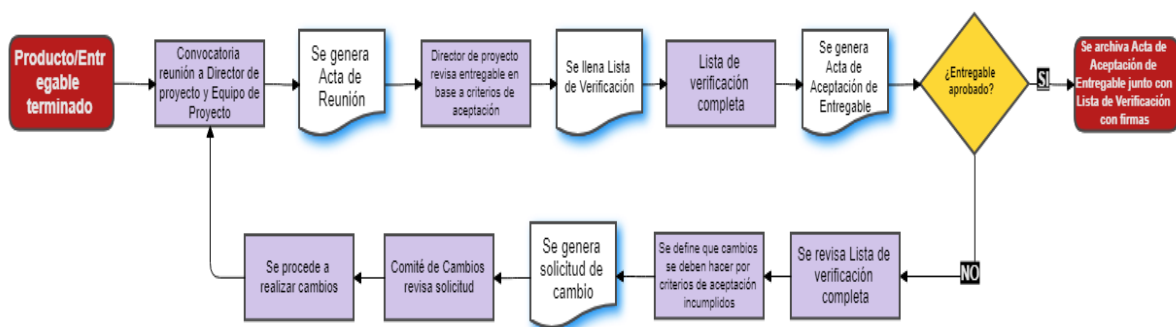 Producto/Entr
egable
terminado
Convocatoria
reunión a Director de
proyecto y Equipo de
Proyecto
Se genera
Acta de
Reunión
Director de proyecto
revisa entregable en
base a criterios de
aceptación
Se llena Lista
de Verificación
Lista de
verificación
completa
Se genera
Acta de
Aceptación de
Entregable
¿Entregable
aprobado?
SI
Se archiva Acta de
Aceptación de
Entregable junto con
Lista de Verificación
con firmas
NO
Se revisa Lista de
verificación
completa
Se define que cambios
se deben hacer por
criterios de aceptación
incumplidos
Se genera
solicitud de
cambio
Comité de Cambios
revisa solicitud
Se procede a
realizar cambios